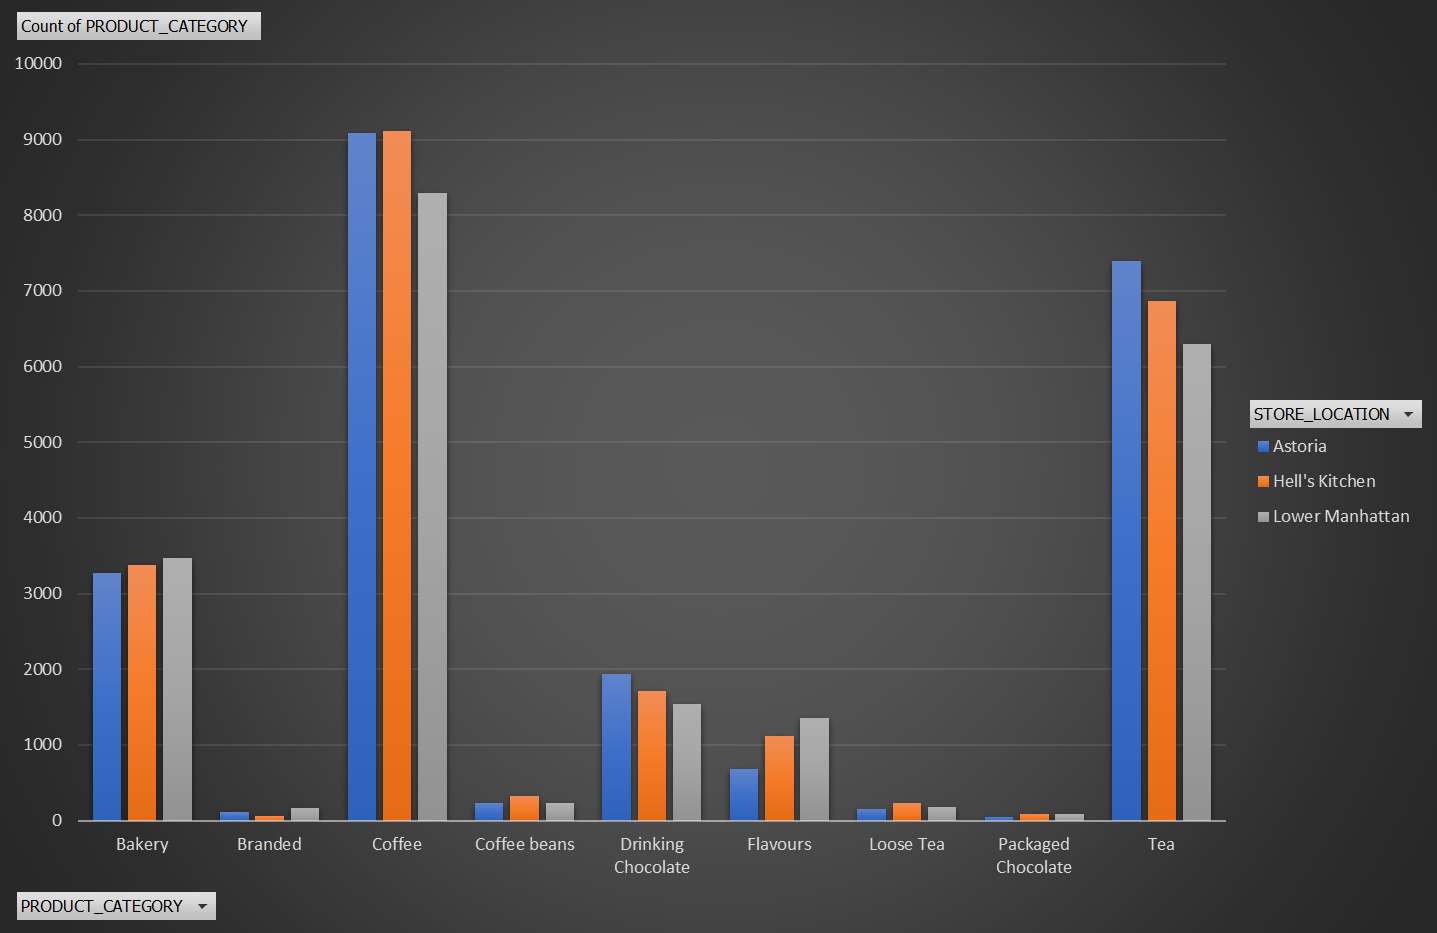 Count of PRODUCT_CATEGORY
10000
9000
8000
7000
6000
5000
4000
3000
2000
1000
0
Bakery
Branded
Coffee
Coffee beans
Drinking
Chocolate
Flavours
Loose Tea
Packaged
Chocolate
Tea
STORE_LOCATION
Astoria
Hell's Kitchen
Lower Manhattan
PRODUCT_CATEGORY